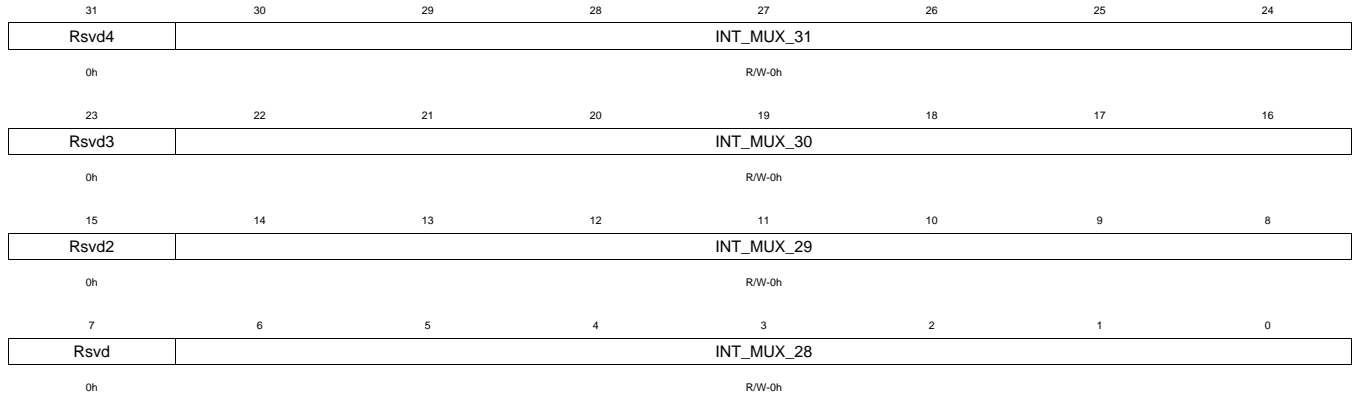 31 30 29 28 27 26 25 24
Rsvd4 INT_MUX_31
0h R/W-0h
23 22 21 20 19 18 17 16
Rsvd3 INT_MUX_30
0h R/W-0h
15 14 13 12 11 10 9 8
Rsvd2 INT_MUX_29
0h R/W-0h
7 6 5 4 3 2 1 0
Rsvd INT_MUX_28
0h R/W-0h